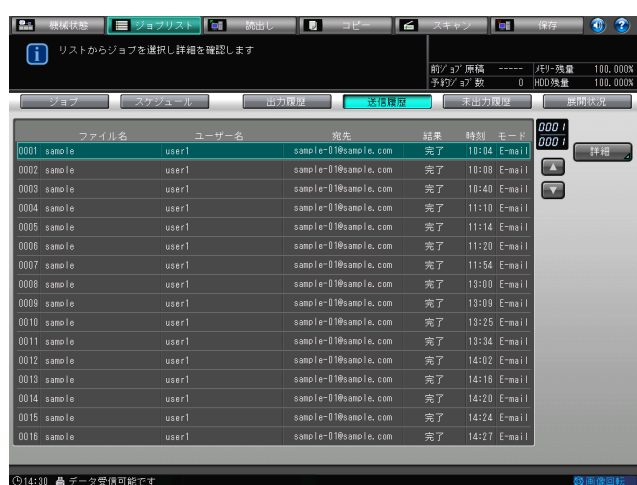 機械状態 ジョブリスト 読出し コピー スキャン 保存
リストからジョブを選択し詳細を確認します
前ジョブ原稿 ----- メモリー残量 100.000%
予約ジョブ数 0 HDD残量 100.000%
ジョブ スケジュール 出力履歴 送信履歴 未出力履歴 展開状況
ファイル名 ユーザー名 宛先 結果 時刻 モード
0001
0001
詳細
0001 sample user1 sample-01@sample.com 完了 10:04 E-mail
0002 sample user1 sample-01@sample.com 完了 10:08 E-mail
0003 sample user1 sample-01@sample.com 完了 10:40 E-mail
0004 sample user1 sample-01@sample.com 完了 11:10 E-mail
0005 sample user1 sample-01@sample.com 完了 11:14 E-mail
0006 sample user1 sample-01@sample.com 完了 11:20 E-mail
0007 sample user1 sample-01@sample.com 完了 11:54 E-mail
0008 sample user1 sample-01@sample.com 完了 13:00 E-mail
0009 sample user1 sample-01@sample.com 完了 13:09 E-mail
0010 sample user1 sample-01@sample.com 完了 13:25 E-mail
0011 sample user1 sample-01@sample.com 完了 13:34 E-mail
0012 sample user1 sample-01@sample.com 完了 14:02 E-mail
0013 sample user1 sample-01@sample.com 完了 14:16 E-mail
0014 sample user1 sample-01@sample.com 完了 14:20 E-mail
0015 sample user1 sample-01@sample.com 完了 14:24 E-mail
0016 sample user1 sample-01@sample.com 完了 14:27 E-mail
14:30 データ受信可能です 画像回転